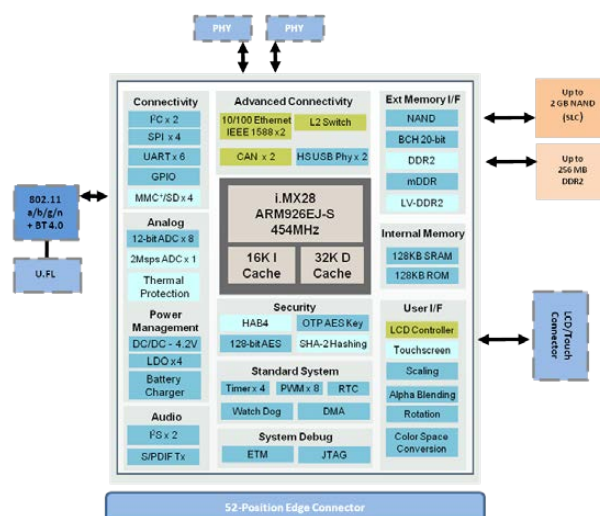 PHY
PHY
Connectivity
I²C x 2
SPI x 4
UART x 6
GPIO
MMC⁺/SD x 4
Analog
12-bit ADC x 8
2Msps ADC x 1
Thermal
Protection
Power
Management
DC/DC - 4.2V
LDO x4
Battery
Charger
Audio
I²S x 2
S/PDIF Tx
Advanced Connectivity
10/100 Ethernet
IEEE 1588 x2
L2 Switch
CAN x 2
HS USB Phy x 2
i.MX28
ARM926EJ-S
454MHz
16K I
Cache
32K D
Cache
Security
HAB4
OTP AES Key
128-bit AES
SHA-2 Hashing
Standard System
Timer x 4
PWM x 8
RTC
Watch Dog
DMA
System Debug
ETM
JTAG
Ext Memory I/F
NAND
BCH 20-bit
DDR2
mDDR
LV-DDR2
Internal Memory
128KB SRAM
128KB ROM
User I/F
LCD Controller
Touchscreen
Scaling
Alpha Blending
Rotation
Color Space
Conversion
802.11
a/b/g/n
+ BT 4.0
U.FL
Up to
2 GB NAND
(SLC)
Up to
256 MB
DDR2
LCD/Touch
Connector
52-Position Edge Connector